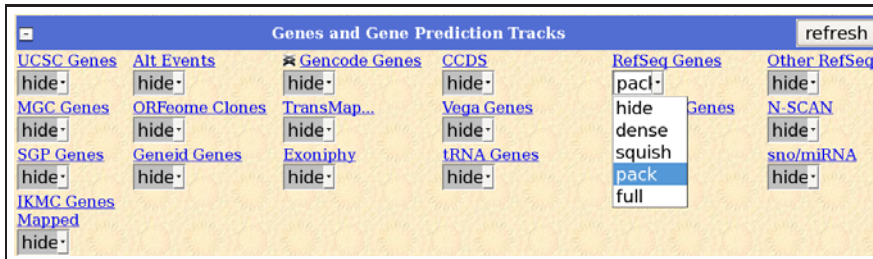 - Genes and Gene Prediction Tracks refresh
UCSC Genes Alt Events Gencode Genes CCDS RefSeq Genes Other RefSeq
hide hide hide hide pack hide
MGC Genes ORFeome Clones TransMap... Vega Genes Genes N-SCAN
hide hide hide hide hide hide
SGP Genes Geneid Genes Exoniphy tRNA Genes dense sno/miRNA
hide hide hide hide squish hide
pack
full
IKMC Genes
Mapped
hide